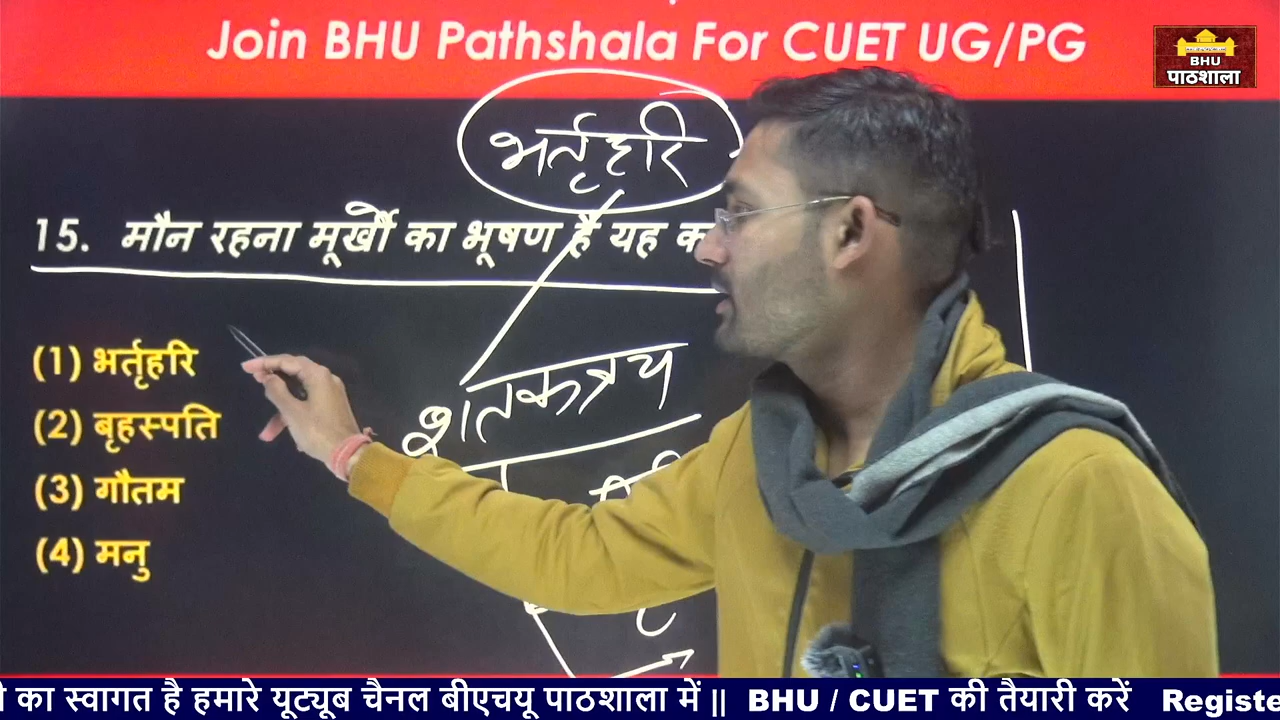 Join BHU Pathshala For CUET UG/PG
BHU
पाठशाला
भर्तृहरि
15. मौन रहना मूर्खों का भूषण है यह
शतकत्रय
(1) भर्तृहरि
(2) बृहस्पति
(3) गौतम
(4) मनु
का स्वागत है हमारे यूट्यूब चैनल बीएचयू पाठशाला में || BHU / CUET की तैयारी करें Registe